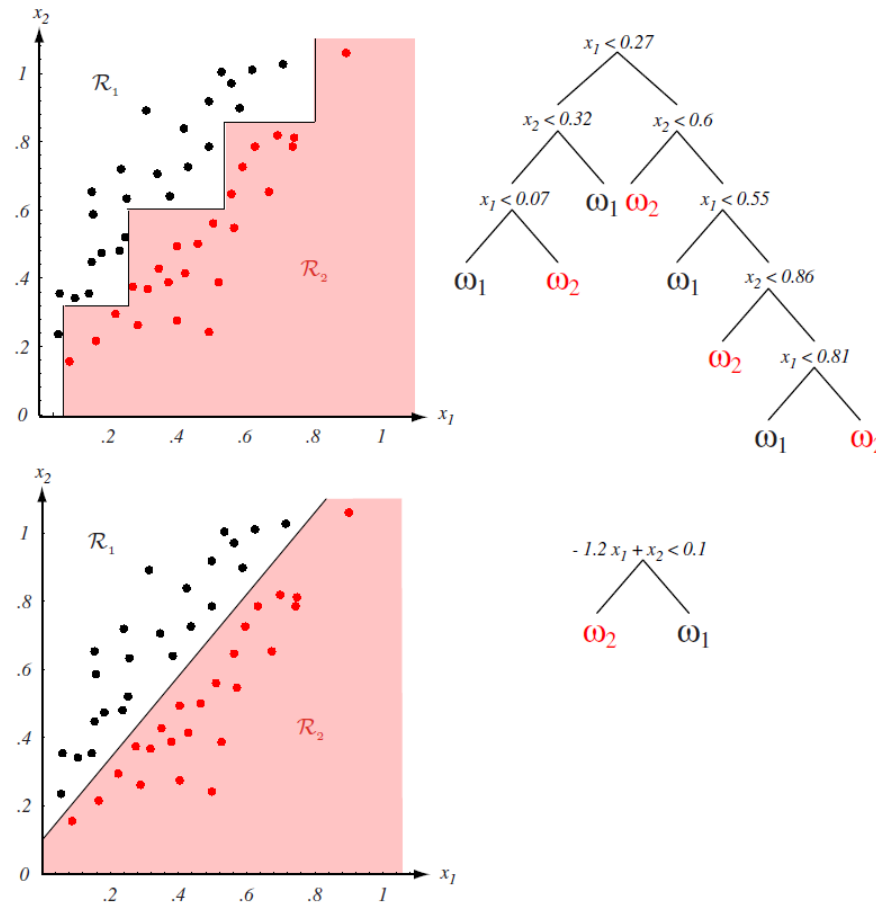 x₂
1
.8
.6
.4
.2
0
.2 .4 .6 .8 1
x₁
R₁
R₂
x₁ < 0.27
x₂ < 0.32 x₂ < 0.6
x₁ < 0.07 ω₁ ω₂ x₁ < 0.55
ω₁ ω₂ ω₁ x₂ < 0.86
ω₂ x₁ < 0.81
ω₁ ω₂
x₂
1
.8
.6
.4
.2
0
.2 .4 .6 .8 1
x₁
R₁
R₂
- 1.2 x₁ + x₂ < 0.1
ω₂ ω₁